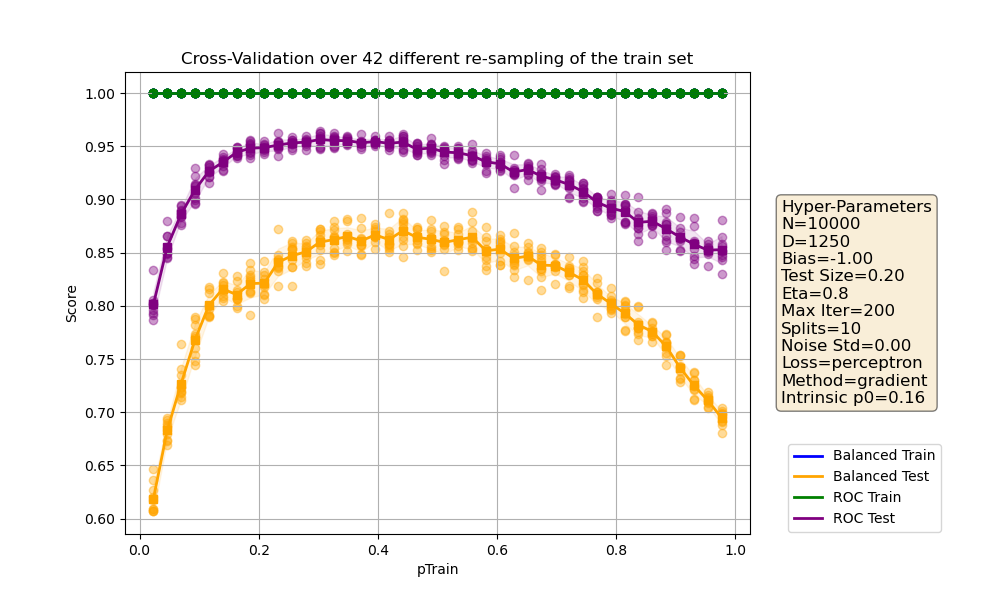 Cross-Validation over 42 different re-sampling of the train set
1.00
0.95
0.90
0.85
0.80
0.75
0.70
0.65
0.60
Score
0.0
0.2
0.4
0.6
0.8
1.0
pTrain
Hyper-Parameters
N=10000
D=1250
Bias=-1.00
Test Size=0.20
Eta=0.8
Max Iter=200
Splits=10
Noise Std=0.00
Loss=perceptron
Method=gradient
Intrinsic p0=0.16
Balanced Train
Balanced Test
ROC Train
ROC Test